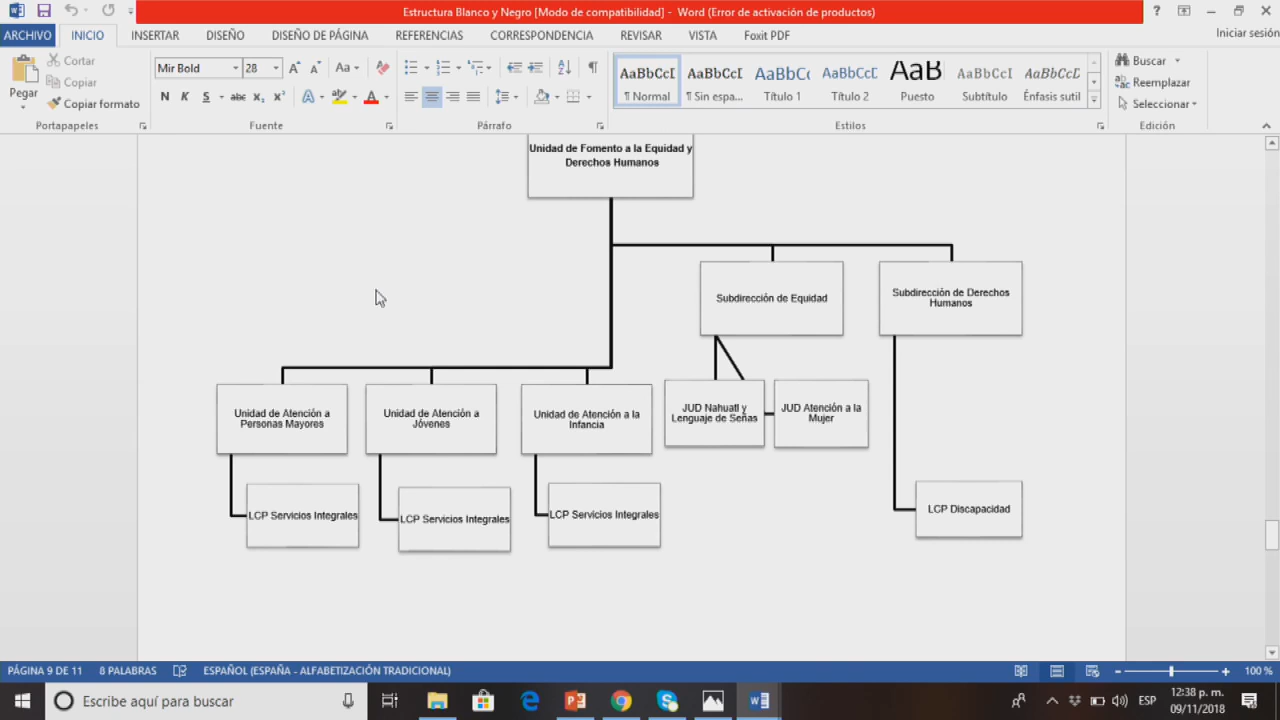 Estructura Blanco y Negro [Modo de compatibilidad] - Word (Error de activación de productos)
?
ARCHIVO INICIO INSERTAR DISEÑO DISEÑO DE PÁGINA REFERENCIAS CORRESPONDENCIA REVISAR VISTA Foxit PDF
Iniciar sesión
Pegar
Cortar
Copiar
Copiar formato
Portapapeles
Mir Bold 28
Aa
N K S abc x₂ x²
Fuente
Párrafo
AaBbCcI AaBbCcI AaBbCc AaBbCcI AaB AaBbCcI AaBbCcI
¶ Normal ¶ Sin espa... Título 1 Título 2 Puesto Subtítulo Énfasis sutil
Estilos
Buscar
Reemplazar
Seleccionar
Edición
Unidad de Fomento a la Equidad y
Derechos Humanos
Subdirección de Equidad
Subdirección de Derechos
Humanos
Unidad de Atención a
Personas Mayores
Unidad de Atención a
Jóvenes
Unidad de Atención a la
Infancia
JUD Nahuatl y
Lenguaje de Señas
JUD Atención a la
Mujer
LCP Servicios Integrales
LCP Servicios Integrales
LCP Servicios Integrales
LCP Discapacidad
PÁGINA 9 DE 11 8 PALABRAS ESPAÑOL (ESPAÑA - ALFABETIZACIÓN TRADICIONAL) 100 %
Escribe aquí para buscar
ESP
12:38 p. m.
09/11/2018